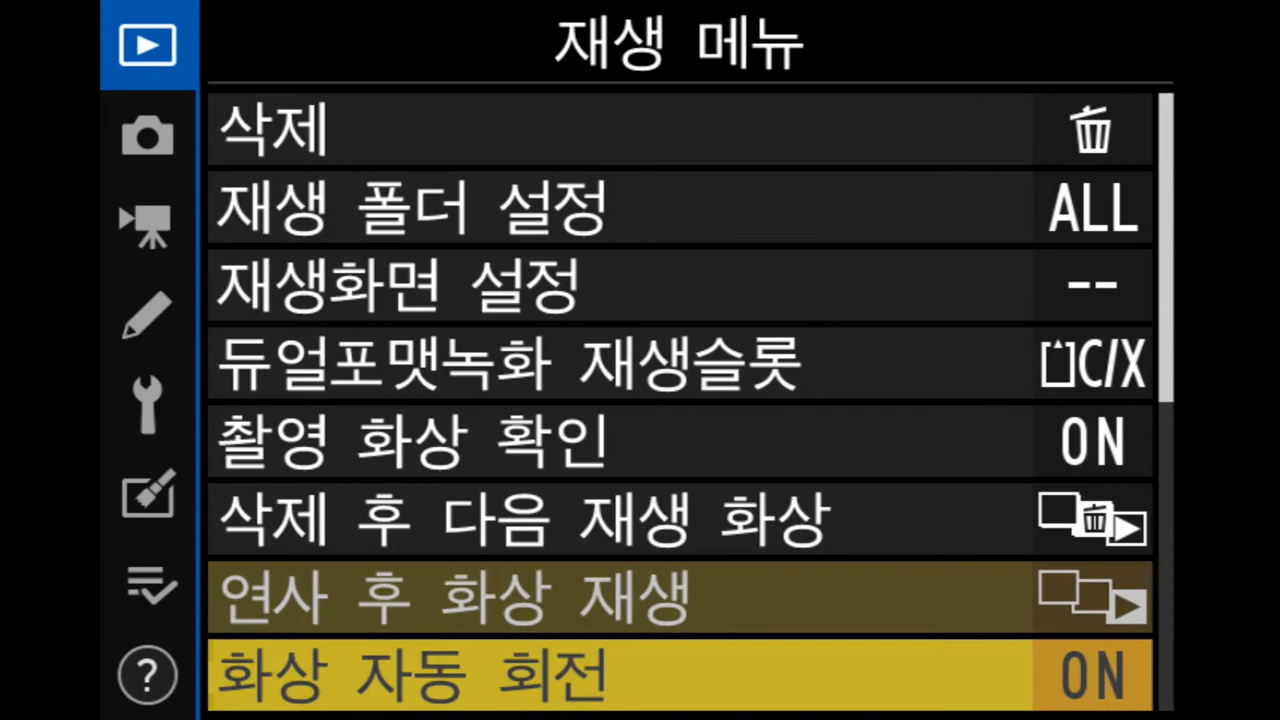 재생 메뉴
삭제
재생 폴더 설정 ALL
재생화면 설정 --
듀얼포맷녹화 재생슬롯 C/X
촬영 화상 확인 ON
삭제 후 다음 재생 화상
연사 후 화상 재생
화상 자동 회전 ON
?